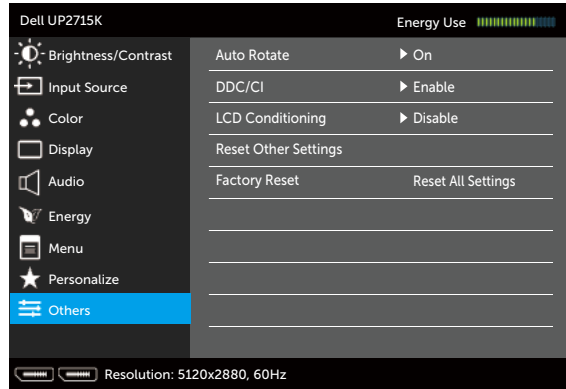 Dell UP2715K
Energy Use
Brightness/Contrast
Auto Rotate
On
Input Source
DDC/CI
Enable
Color
LCD Conditioning
Disable
Display
Reset Other Settings
Audio
Factory Reset
Reset All Settings
Energy
Menu
Personalize
Others
Resolution: 5120x2880, 60Hz